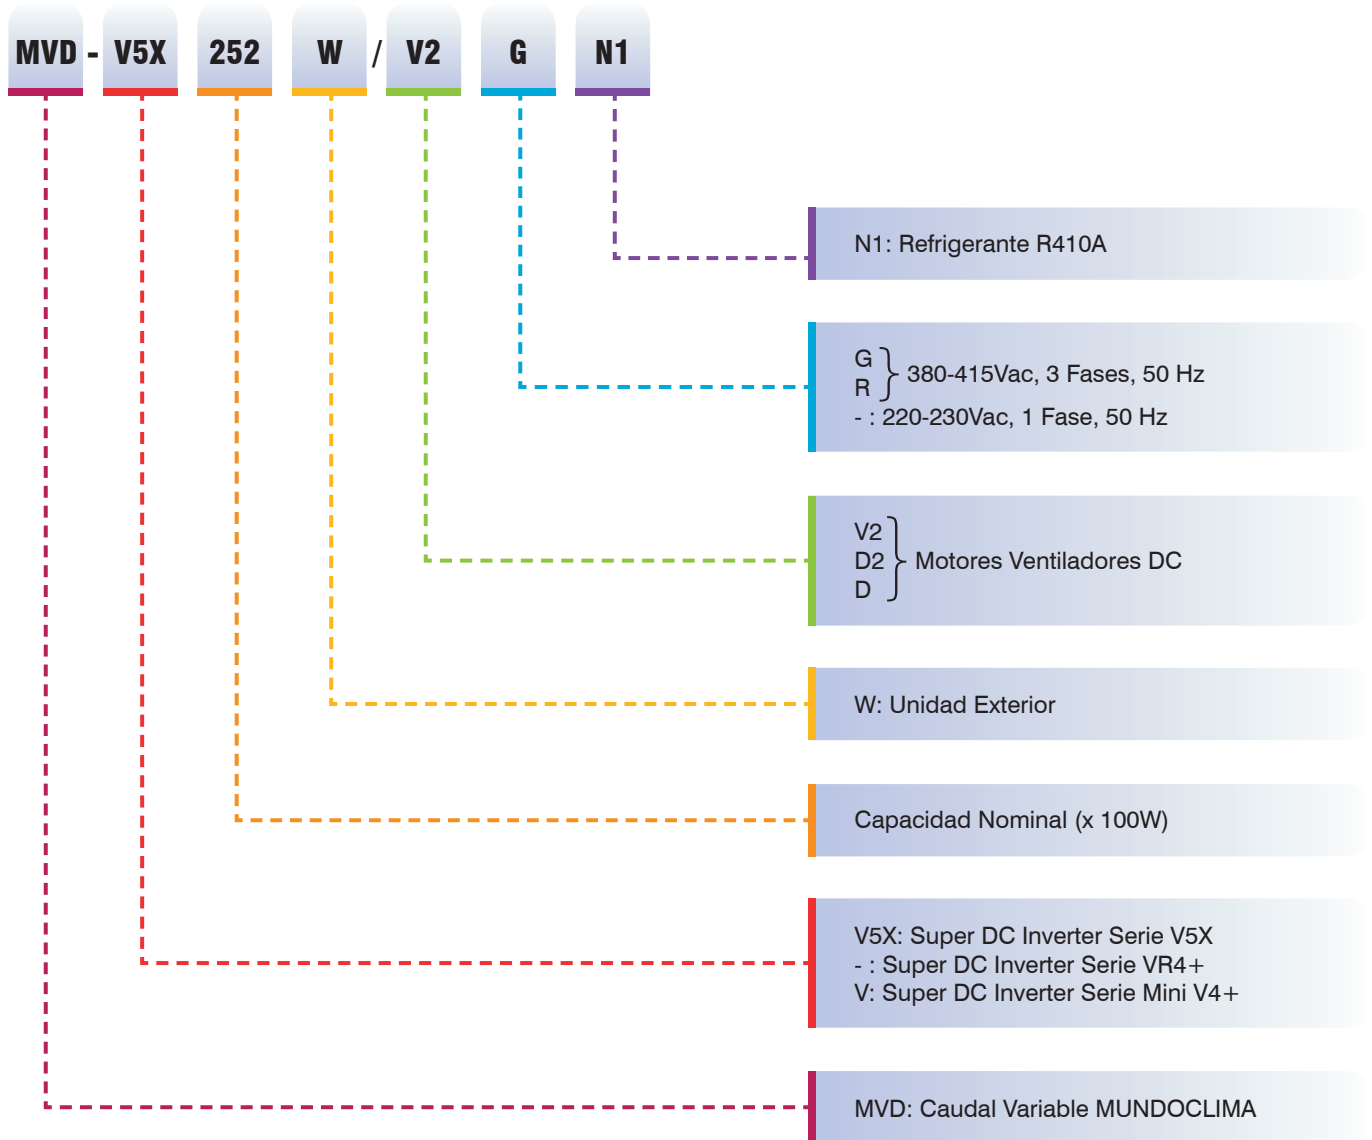 MVD - V5X 252 W / V2 G N1
N1: Refrigerante R410A
G
R
380-415Vac, 3 Fases, 50 Hz
- : 220-230Vac, 1 Fase, 50 Hz
V2
D2
D
Motores Ventiladores DC
W: Unidad Exterior
Capacidad Nominal (x 100W)
V5X: Super DC Inverter Serie V5X
- : Super DC Inverter Serie VR4+
V: Super DC Inverter Serie Mini V4+
MVD: Caudal Variable MUNDOCLIMA